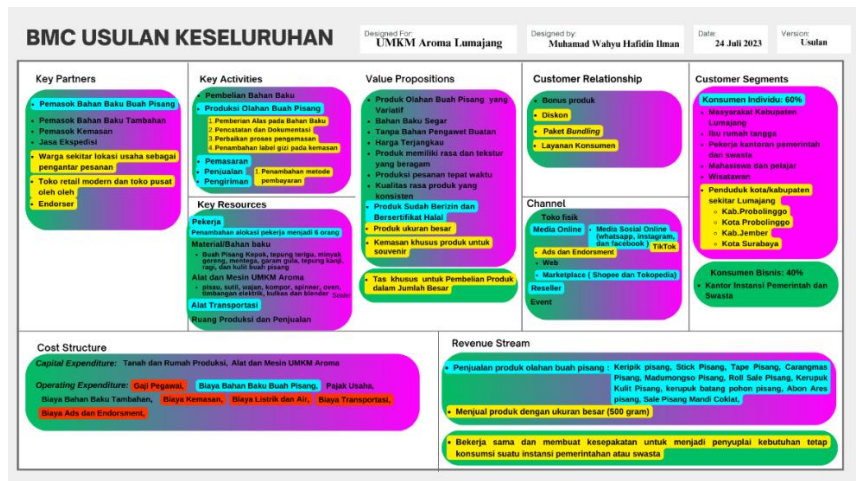 BMC USULAN KESELURUHAN
Designed For:
UMKM Aroma Lumajang
Designed by:
Muhamad Wahyu Hafidin Ilman
Date:
24 Juli 2023
Version:
Usulan
Key Partners
• Pemasok Bahan Baku Buah Pisang
• Pemasok Bahan Baku Tambahan
• Pemasok Kemasan
• Jasa Ekspedisi
• Warga sekitar lokasi usaha sebagai
pengantar pesanan
• Toko retail modern dan toko pusat
oleh oleh
• Endorser
Key Activities
• Pembelian Bahan Baku
• Produksi Olahan Buah Pisang
1. Pemberian Alas pada Bahan Baku
2. Pencatatan dan Dokumentasi
3. Perbaikan proses pengemasan
4. Penambahan label gizi pada kemasan
• Pemasaran
• Penjualan
1. Penambahan metode
pembayaran
• Pengiriman
Key Resources
Pekerja
Penambahan alokasi pekerja menjadi 6 orang
Material/Bahan baku
• Buah Pisang Kapok, tepung terigu, minyak
goreng, mentega, garam gula, tepung kanji,
ragi, dan kulit buah pisang
Alat dan Mesin UMKM Aroma
• pisau, sutil, wajan, kompor, spinner, oven,
timbangan elektrik, kulkas dan blender
Sealer
Alat Transportasi
Ruang Produksi dan Penjualan
Value Propositions
• Produk Olahan Buah Pisang yang
Variatif
• Bahan Baku Segar
• Tanpa Bahan Pengawet Buatan
• Harga Terjangkau
• Produk memiliki rasa dan tekstur
yang beragam
• Produksi pesanan tepat waktu
• Kualitas rasa produk yang
konsisten
• Produk Sudah Berizin dan
Bersertifikat Halal
• Produk ukuran besar
• Kemasan khusus produk untuk
souvenir
• Tas khusus untuk Pembelian Produk
dalam Jumlah Besar
Customer Relationship
• Bonus produk
• Diskon
• Paket Bundling
• Layanan Konsumen
Channel
Toko fisik
Media Online
• Media Sosial Online
(whatsapp, instagram,
dan facebook )
TikTok
• Ads dan Endorsment
• Web
• Marketplace ( Shopee dan Tekopedia)
Reseller
Event
Customer Segments
Konsumen Individu: 60%
• Masyarakat Kabupaten
Lumajang
• Ibu rumah tangga
• Pekerja kantoran pemerintah
dan swasta
• Mahasiswa dan pelajar
• Wisatawan
• Penduduk kota/kabupaten
sekitar Lumajang
◦ Kab.Probolinggo
◦ Kota Probolinggo
◦ Kab.Jember
◦ Kota Surabaya
Konsumen Bisnis: 40%
• Kantor Instansi Pemerintah dan
Swasta
Cost Structure
Capital Expenditure: Tanah dan Rumah Produksi, Alat dan Mesin UMKM Aroma
Operating Expenditure: Gaji Pegawai, Biaya Bahan Baku Buah Pisang, Pajak Usaha,
Biaya Bahan Baku Tambahan, Biaya Kemasan, Biaya Listrik dan Air, Biaya Transportasi,
Biaya Ads dan Endorsment,
Revenue Stream
• Penjualan produk olahan buah pisang : Keripik pisang, Stick Pisang, Tape Pisang, Carangmas
Pisang, Madumongso Pisang, Roll Sale Pisang, Kerupuk
Kulit Pisang, kerupuk batang pohon pisang, Abon Ares
pisang, Sale Pisang Mandi Coklat,
• Menjual produk dengan ukuran besar (500 gram)
• Bekerja sama dan membuat kesepakatan untuk menjadi penyuplai kebutuhan tetap
konsumsi suatu instansi pemerintahan atau swasta